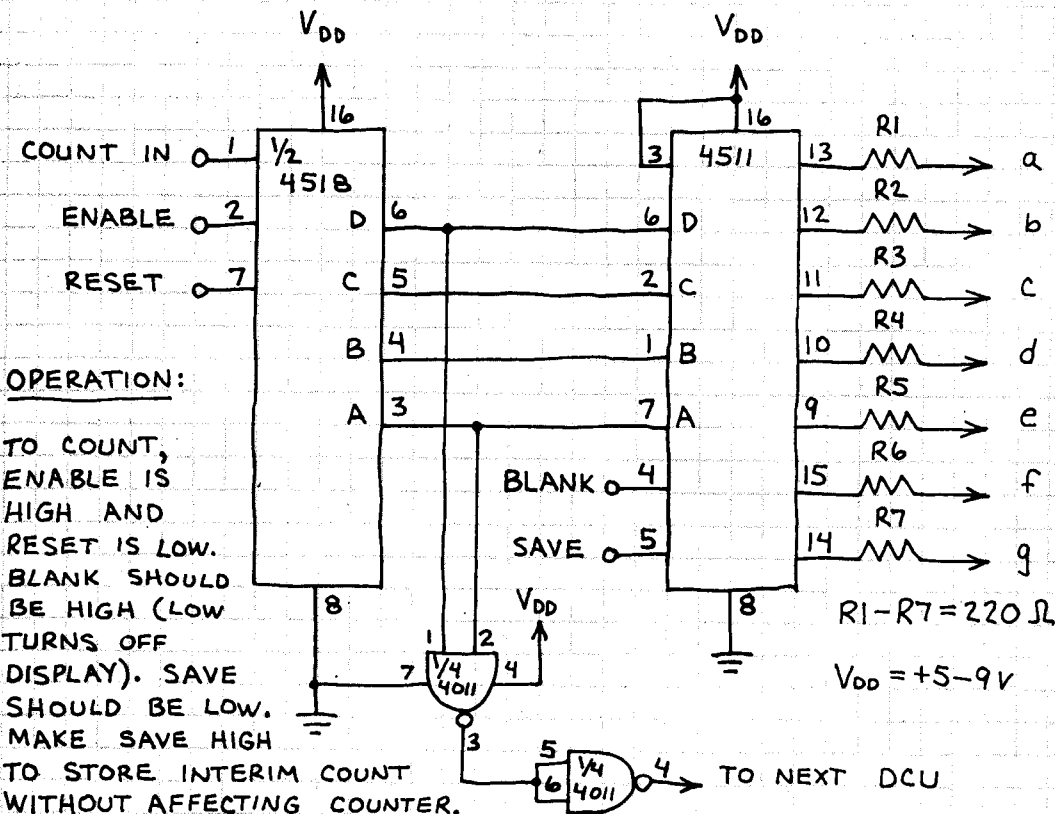 VDD
VDD
16
16
COUNT IN 1
1/2
4518
3
4511
13 R1 a
ENABLE 2
D 6
6 D
12 R2 b
RESET 7
C 5
2 C
11 R3 c
B 4
1 B
10 R4 d
A 3
7 A
9 R5 e
BLANK 4
15 R6 f
SAVE 5
14 R7 g
8
8
R1-R7 = 220 Ω
VDD = +5-9V
OPERATION:
TO COUNT,
ENABLE IS
HIGH AND
RESET IS LOW.
BLANK SHOULD
BE HIGH (LOW
TURNS OFF
DISPLAY). SAVE
SHOULD BE LOW.
MAKE SAVE HIGH
TO STORE INTERIM COUNT
WITHOUT AFFECTING COUNTER.
VDD
1 2
7 1/4 4
4011
3
5 1/4 4
6 4011
TO NEXT DCU